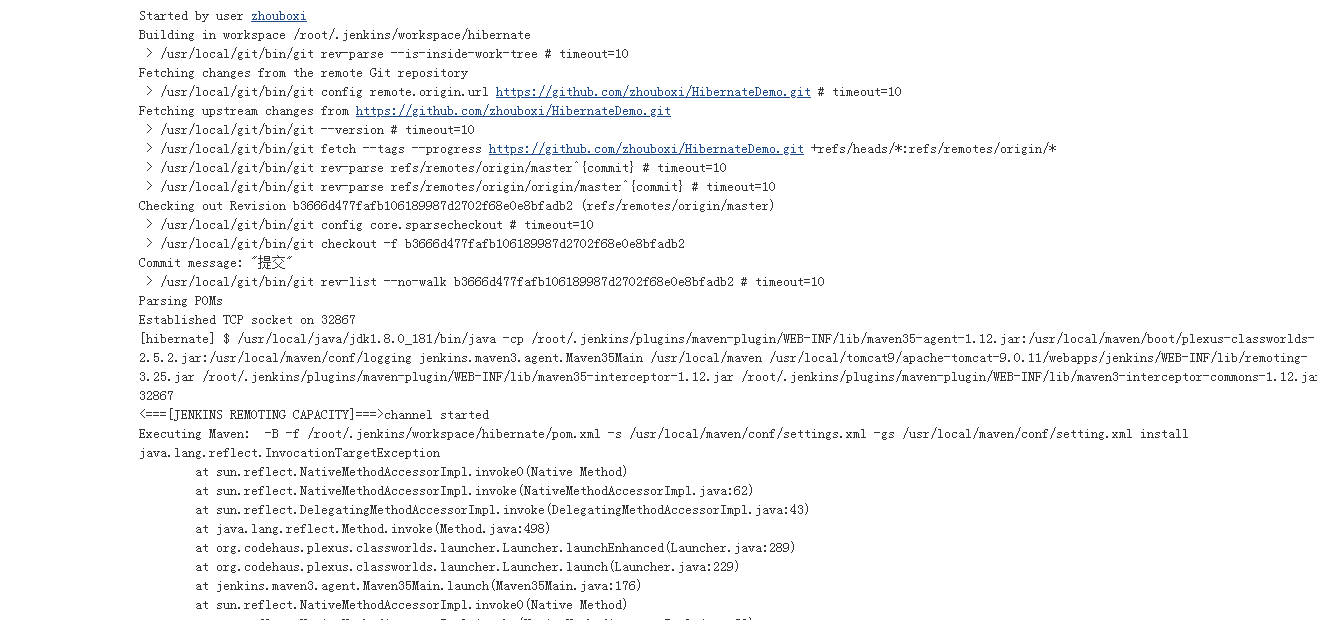 Started by user zhouboxi
Building in workspace /root/.jenkins/workspace/hibernate
> /usr/local/git/bin/git rev-parse --is-inside-work-tree # timeout=10
Fetching changes from the remote Git repository
> /usr/local/git/bin/git config remote.origin.url https://github.com/zhouboxi/HibernateDemo.git # timeout=10
Fetching upstream changes from https://github.com/zhouboxi/HibernateDemo.git
> /usr/local/git/bin/git --version # timeout=10
> /usr/local/git/bin/git fetch --tags --progress https://github.com/zhouboxi/HibernateDemo.git +refs/heads/*:refs/remotes/origin/*
> /usr/local/git/bin/git rev-parse refs/remotes/origin/master^{commit} # timeout=10
> /usr/local/git/bin/git rev-parse refs/remotes/origin/origin/master^{commit} # timeout=10
Checking out Revision b3666d477fafb106189987d2702f68e0e8bfadb2 (refs/remotes/origin/master)
> /usr/local/git/bin/git config core.sparsecheckout # timeout=10
> /usr/local/git/bin/git checkout -f b3666d477fafb106189987d2702f68e0e8bfadb2
Commit message: "提交"
> /usr/local/git/bin/git rev-list --no-walk b3666d477fafb106189987d2702f68e0e8bfadb2 # timeout=10
Parsing POMs
Established TCP socket on 32867
[hibernate] $ /usr/local/java/jdk1.8.0_181/bin/java -cp /root/.jenkins/plugins/maven-plugin/WEB-INF/lib/maven35-agent-1.12.jar:/usr/local/maven/boot/plexus-classworlds-
2.5.2.jar:/usr/local/maven/conf/logging jenkins.maven3.agent.Maven35Main /usr/local/maven /usr/local/tomcat9/apache-tomcat-9.0.11/webapps/jenkins/WEB-INF/lib/remoting-
3.25.jar /root/.jenkins/plugins/maven-plugin/WEB-INF/lib/maven35-interceptor-1.12.jar /root/.jenkins/plugins/maven-plugin/WEB-INF/lib/maven3-interceptor-commons-1.12.ja
32867
<===[JENKINS REMOTING CAPACITY]===>channel started
Executing Maven:  -B -f /root/.jenkins/workspace/hibernate/pom.xml -s /usr/local/maven/conf/settings.xml -gs /usr/local/maven/conf/setting.xml install
java.lang.reflect.InvocationTargetException
at sun.reflect.NativeMethodAccessorImpl.invoke0(Native Method)
at sun.reflect.NativeMethodAccessorImpl.invoke(NativeMethodAccessorImpl.java:62)
at sun.reflect.DelegatingMethodAccessorImpl.invoke(DelegatingMethodAccessorImpl.java:43)
at java.lang.reflect.Method.invoke(Method.java:498)
at org.codehaus.plexus.classworlds.launcher.Launcher.launchEnhanced(Launcher.java:289)
at org.codehaus.plexus.classworlds.launcher.Launcher.launch(Launcher.java:229)
at jenkins.maven3.agent.Maven35Main.launch(Maven35Main.java:176)
at sun.reflect.NativeMethodAccessorImpl.invoke0(Native Method)